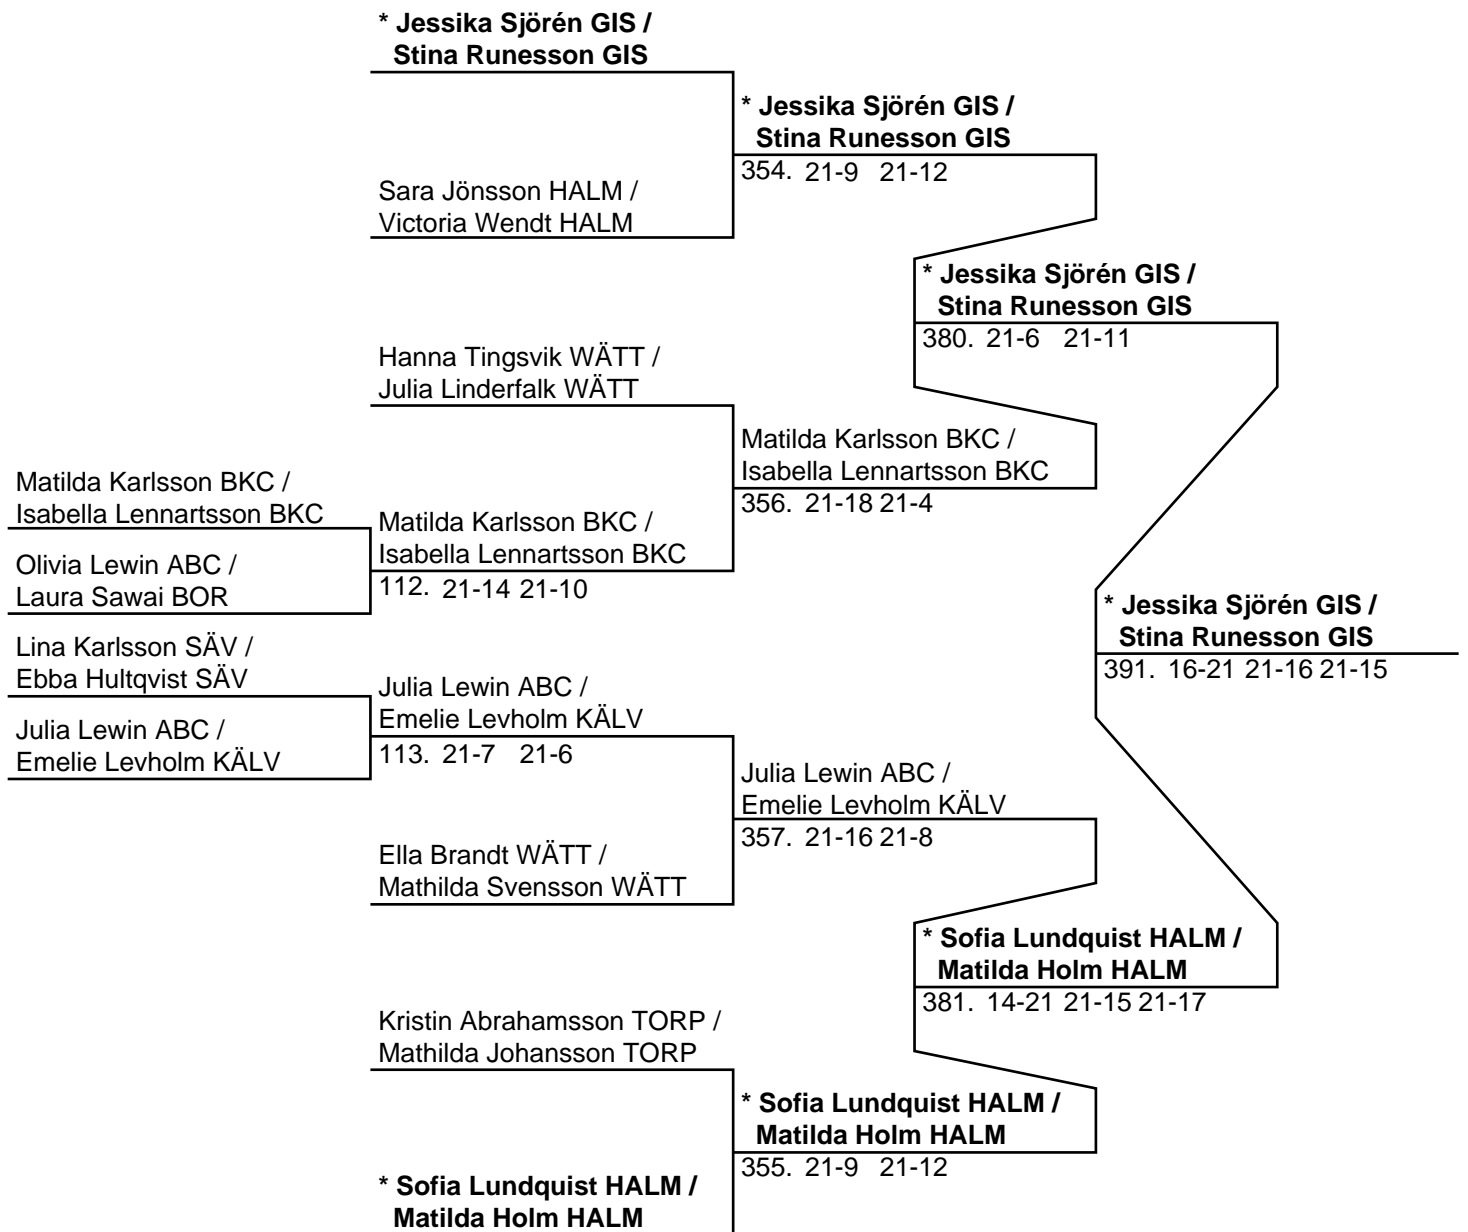 * Jessika Sjörén GIS /
Stina Runesson GIS
* Jessika Sjörén GIS /
Stina Runesson GIS
354. 21-9 21-12
Sara Jönsson HALM /
Victoria Wendt HALM
* Jessika Sjörén GIS /
Stina Runesson GIS
380. 21-6 21-11
Hanna Tingsvik WÄTT /
Julia Linderfalk WÄTT
Matilda Karlsson BKC /
Isabella Lennartsson BKC
356. 21-18 21-4
Matilda Karlsson BKC /
Isabella Lennartsson BKC
Matilda Karlsson BKC /
Isabella Lennartsson BKC
112. 21-14 21-10
Olivia Lewin ABC /
Laura Sawai BOR
* Jessika Sjörén GIS /
Stina Runesson GIS
391. 16-21 21-16 21-15
Lina Karlsson SÄV /
Ebba Hultqvist SÄV
Julia Lewin ABC /
Emelie Levholm KÄLV
113. 21-7 21-6
Julia Lewin ABC /
Emelie Levholm KÄLV
Julia Lewin ABC /
Emelie Levholm KÄLV
357. 21-16 21-8
Ella Brandt WÄTT /
Mathilda Svensson WÄTT
* Sofia Lundquist HALM /
Matilda Holm HALM
381. 14-21 21-15 21-17
Kristin Abrahamsson TORP /
Mathilda Johansson TORP
* Sofia Lundquist HALM /
Matilda Holm HALM
355. 21-9 21-12
* Sofia Lundquist HALM /
Matilda Holm HALM